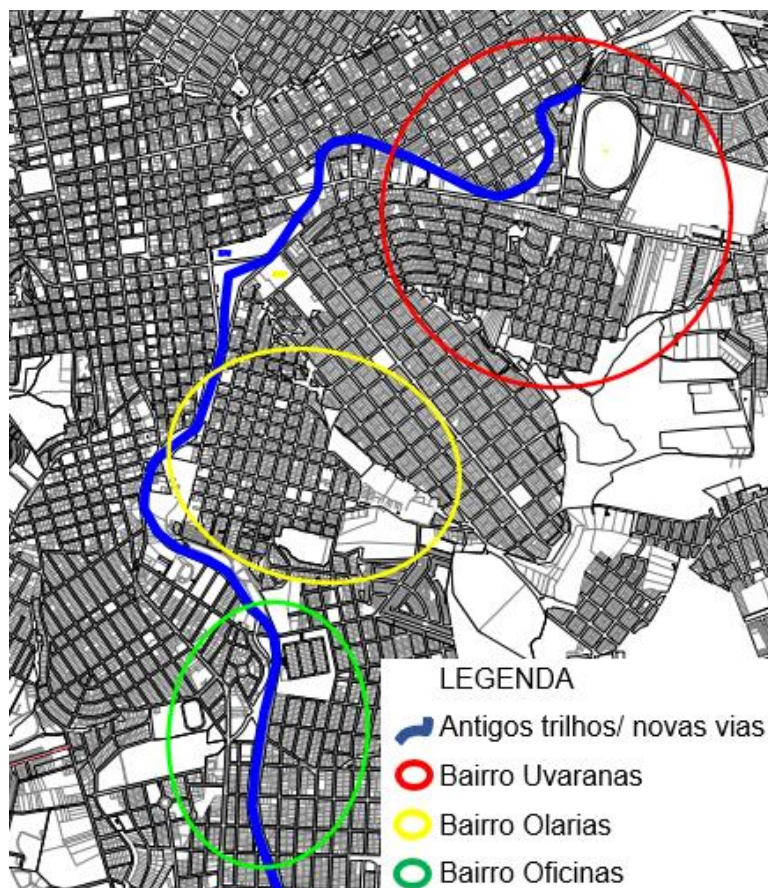 LEGENDA
Antigos trilhos/ novas vias
Bairro Uvaranas
Bairro Olarias
Bairro Oficinas